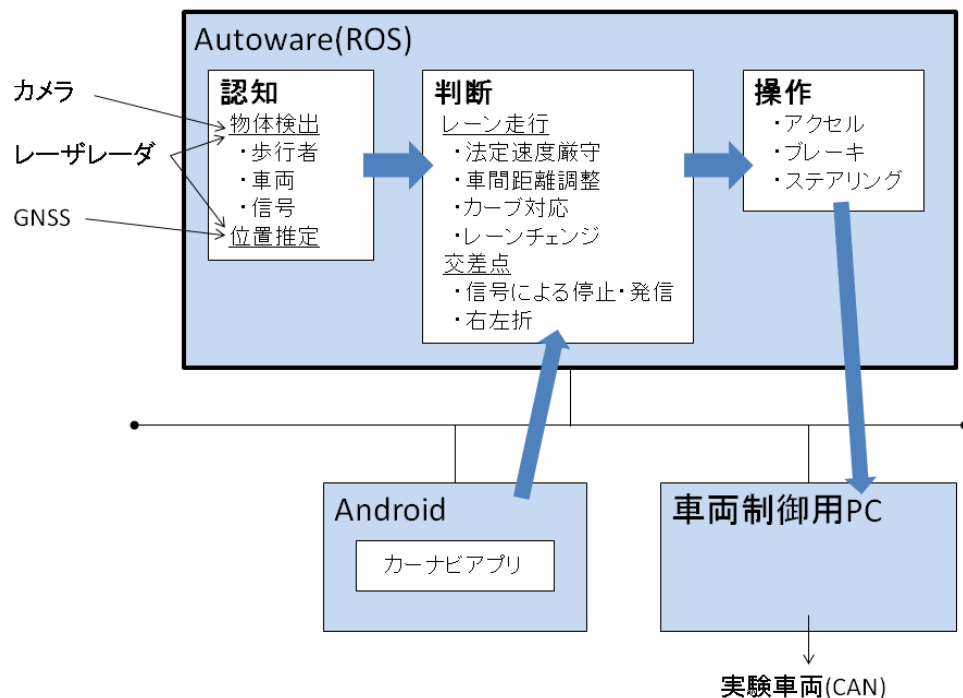 Autoware(ROS)
カメラ
レーザレーダ
GNSS
認知
物体検出
・歩行者
・車両
・信号
位置推定
判断
レーン走行
・法定速度厳守
・車間距離調整
・カーブ対応
・レーンチェンジ
交差点
・信号による停止・発信
・右左折
操作
・アクセル
・ブレーキ
・ステアリング
Android
カーナビアプリ
車両制御用PC
実験車両(CAN)